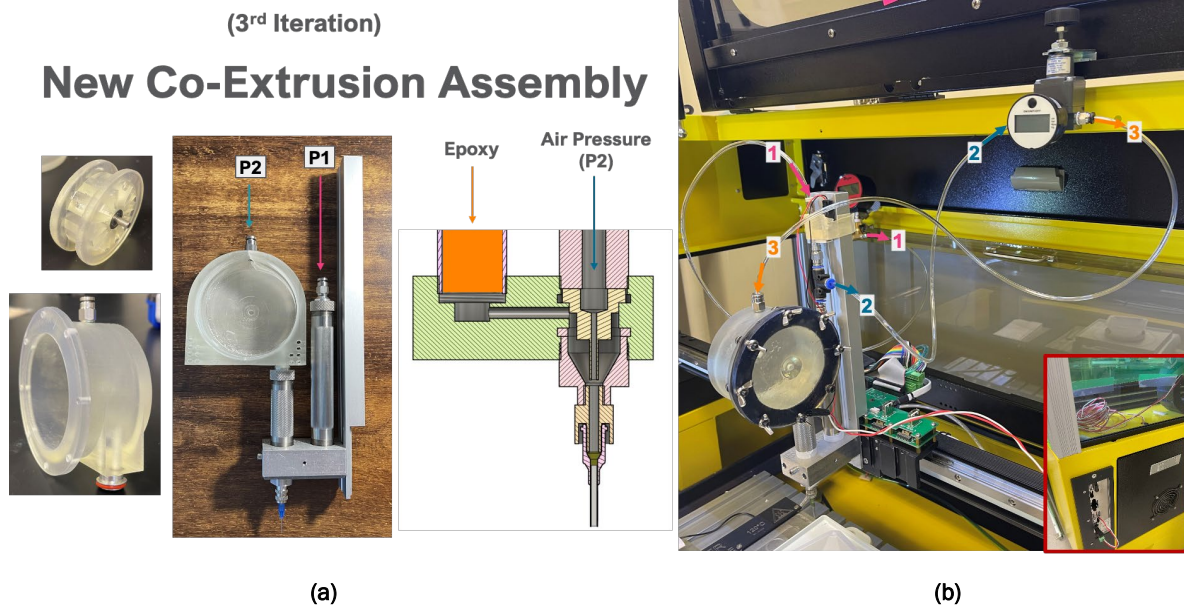 (3rd Iteration)
New Co-Extrusion Assembly
P2
P1
Epoxy
Air Pressure
(P2)
1
2
3
1
3
2
(a)
(b)